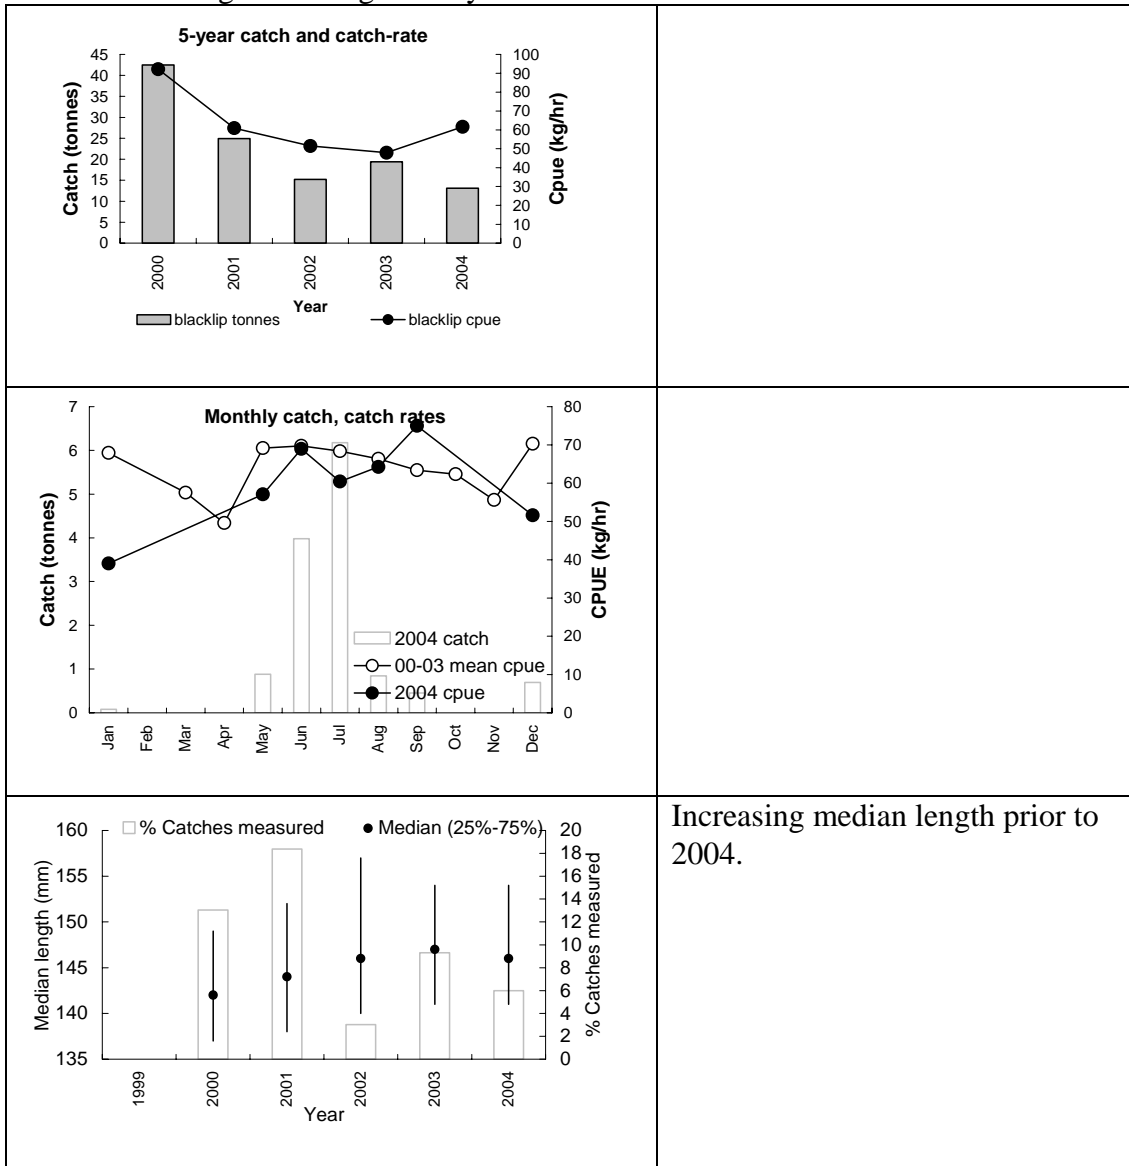 5-year catch and catch-rate
Catch (tonnes)
45
40
35
30
25
20
15
10
5
0
100
90
80
70
60
50
40
30
20
10
0
Cpue (kg/hr)
2000 2001 2002 2003 2004
Year
blacklip tonnes blacklip cpue
Monthly catch, catch rates
Catch (tonnes)
7
6
5
4
3
2
1
0
80
70
60
50
40
30
20
10
0
CPUE (kg/hr)
2004 catch
00-03 mean cpue
2004 cpue
Jan Feb Mar Apr May Jun Jul Aug Sep Oct Nov Dec
% Catches measured Median (25%-75%)
Median length (mm)
160
155
150
145
140
135
20
18
16
14
12
10
8
6
4
2
0
% Catches measured
1999 2000 2001 2002 2003 2004
Year
Increasing median length prior to
2004.